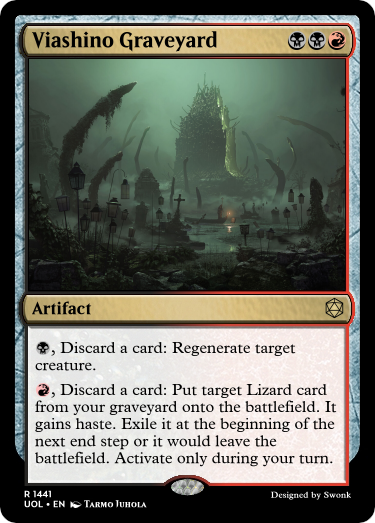 Viashino Graveyard
Artifact
, Discard a card: Regenerate target
creature.
, Discard a card: Put target Lizard card
from your graveyard onto the battlefield. It
gains haste. Exile it at the beginning of the
next end step or it would leave the
battlefield. Activate only during your turn.
R 1441
UOL • EN Tarmo Juhola
Designed by Swonk